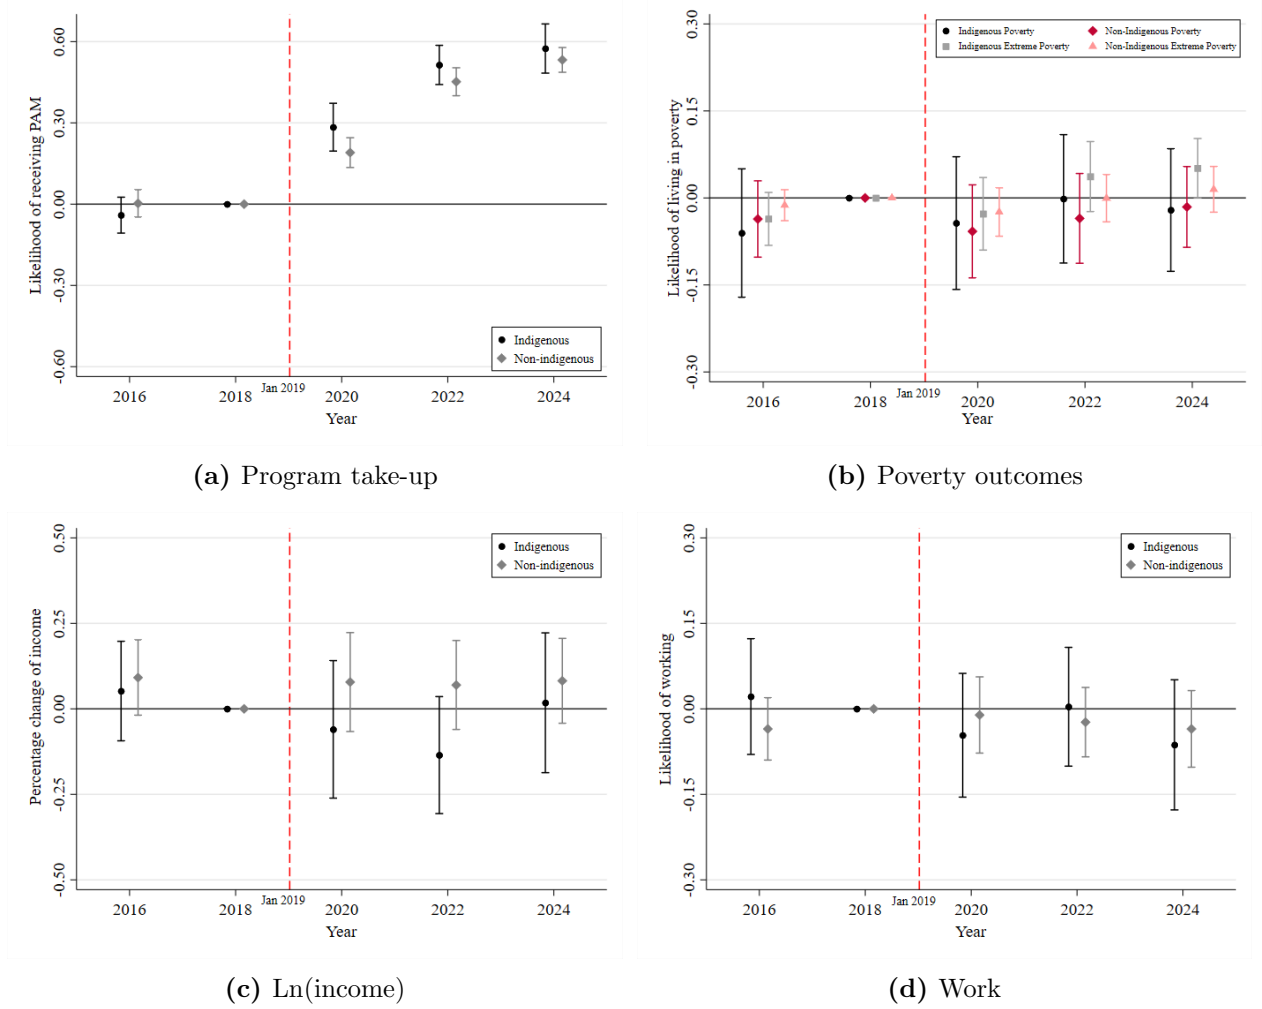 Likelihood of receiving PAM
0.60
0.30
0.00
-0.30
-0.60
Indigenous
Non-indigenous
Jan 2019
2016 2018 2020 2022 2024
Year
(a) Program take-up
Likelihood of living in poverty
0.30
0.15
0.00
-0.15
-0.30
Indigenous Poverty Non-Indigenous Poverty
Indigenous Extreme Poverty Non-Indigenous Extreme Poverty
Jan 2019
2016 2018 2020 2022 2024
Year
(b) Poverty outcomes
Percentage change of income
0.50
0.25
0.00
-0.25
-0.50
Indigenous
Non-indigenous
Jan 2019
2016 2018 2020 2022 2024
Year
(c) Ln(income)
Likelihood of working
0.30
0.15
0.00
-0.15
-0.30
Indigenous
Non-indigenous
Jan 2019
2016 2018 2020 2022 2024
Year
(d) Work